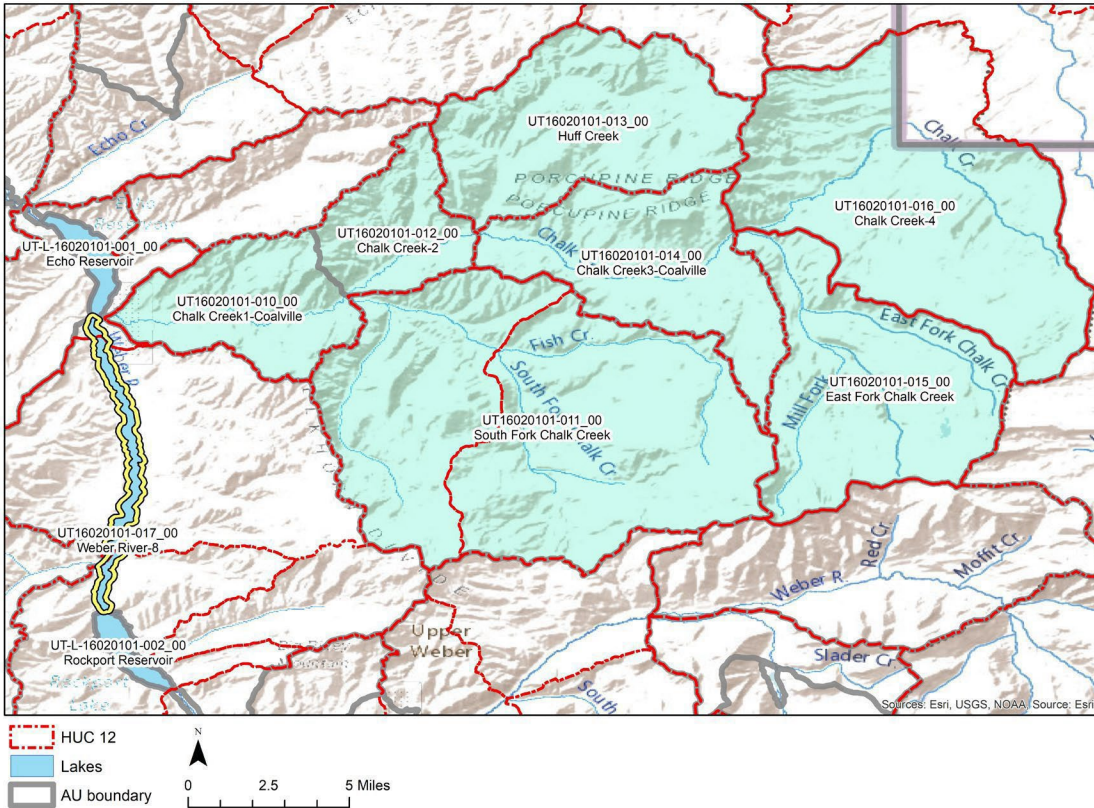 Echo Cr
UT16020101-013_00
Huff Creek
Chalk Cr.
PORCUPINE RIDGE
PORCUPINE RIDGE
UT16020101-016_00
Chalk Creek-4
UT16020101-012_00
Chalk Creek-2
UT-L-16020101-001_00
Echo Reservoir
Chalk
UT16020101-014_00
Chalk Creek3-Coalville
UT16020101-010_00
Chalk Creek1-Coalville
Weber R.
Fish Cr.
East Fork Chalk Cr.
South Fork Chalk Cr.
Mill Fork
UT16020101-015_00
East Fork Chalk Creek
UT16020101-011_00
South Fork Chalk Creek
UT16020101-017_00
Weber River-8
Red Cr.
Moffit Cr.
Weber R.
Upper
Weber
UT-L-16020101-002_00
Rockport Reservoir
Slader Cr.
South
Sources: Esri, USGS, NOAA, Source: Esri
HUC 12
Lakes
AU boundary
N
0 2.5 5 Miles